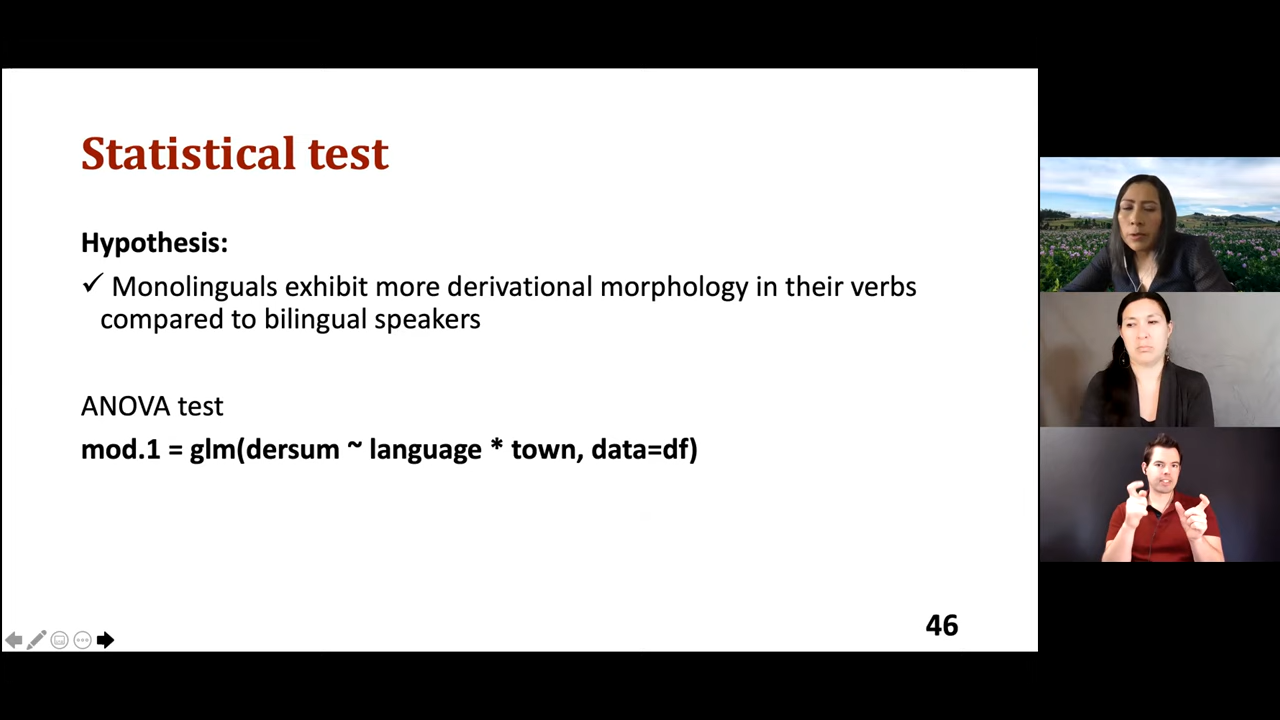 Statistical test
Hypothesis:
✓ Monolinguals exhibit more derivational morphology in their verbs
compared to bilingual speakers
ANOVA test
mod.1 = glm(dersum ~ language * town, data=df)
46